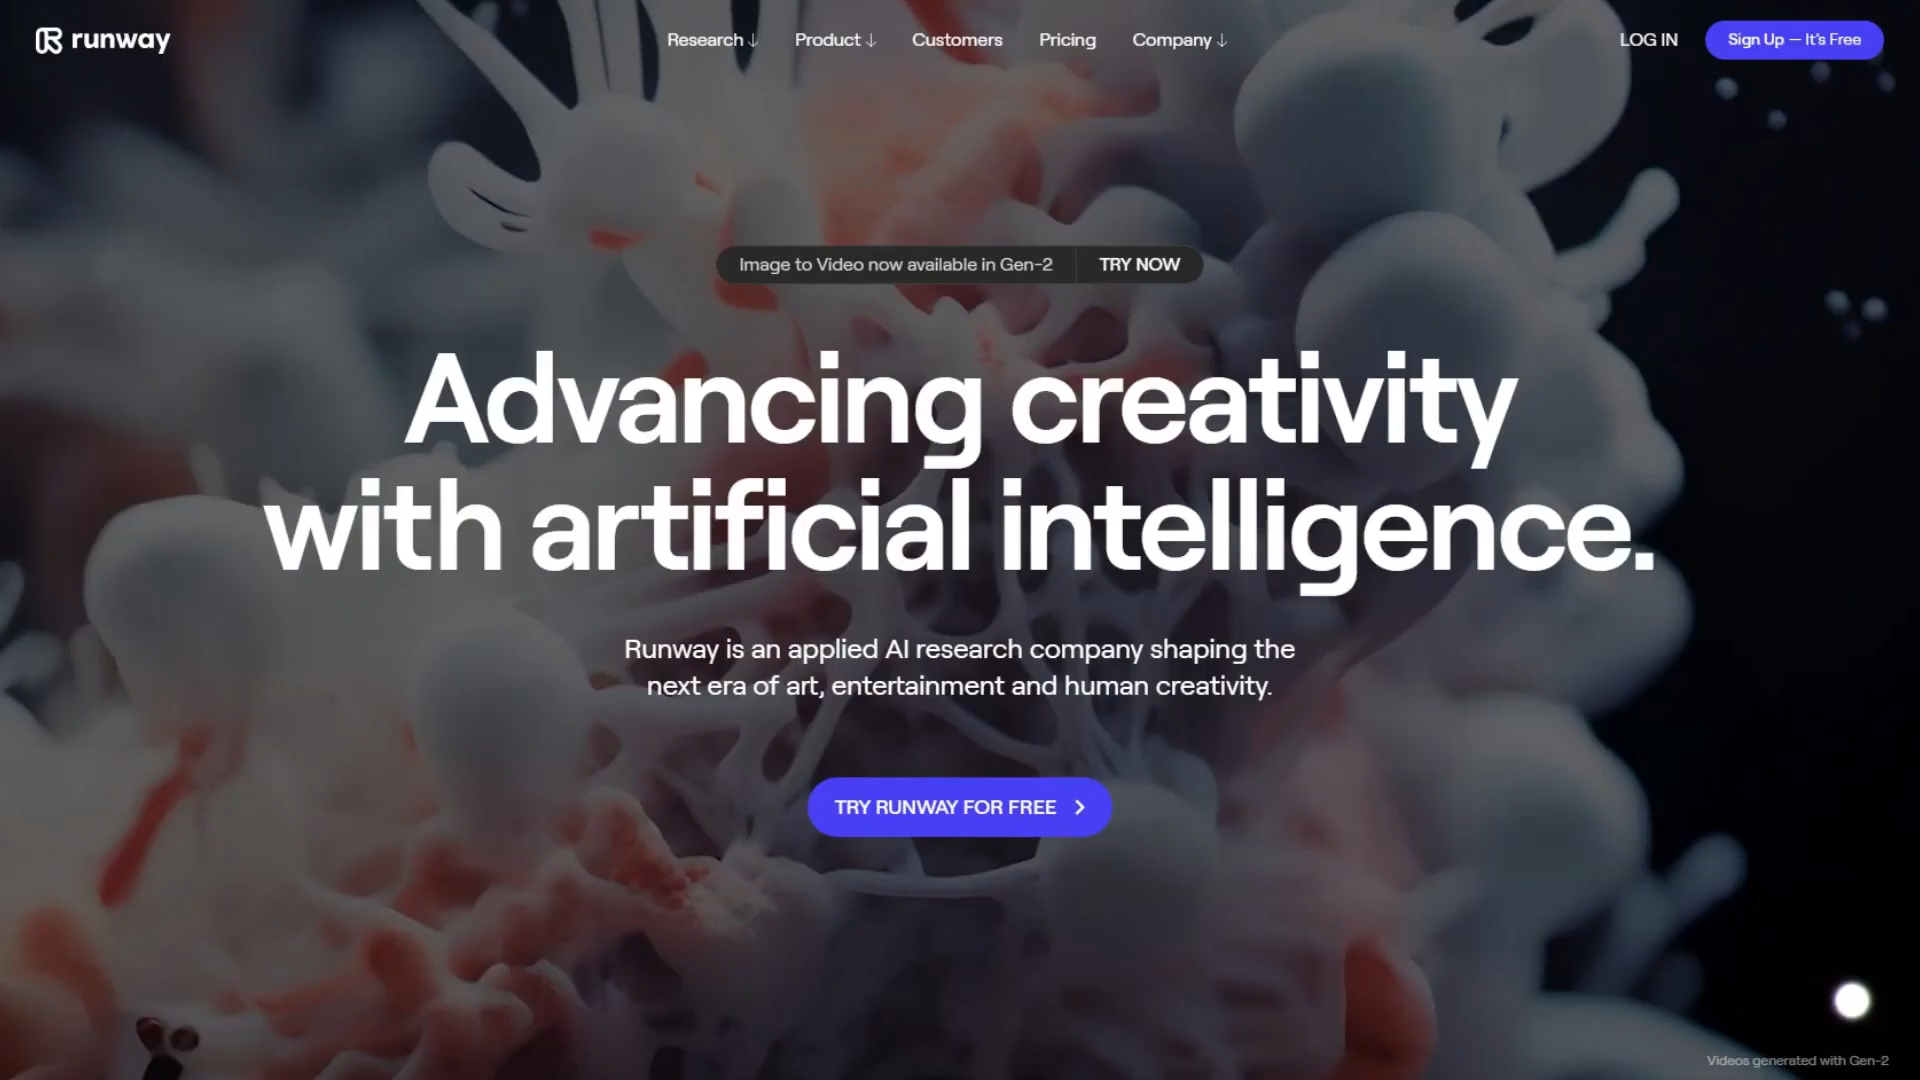 runway
Research ↓ Product ↓ Customers Pricing Company ↓
LOG IN
Sign Up — It's Free
Image to Video now available in Gen-2 TRY NOW
Advancing creativity
with artificial intelligence.
Runway is an applied AI research company shaping the
next era of art, entertainment and human creativity.
TRY RUNWAY FOR FREE
Videos generated with Gen-2